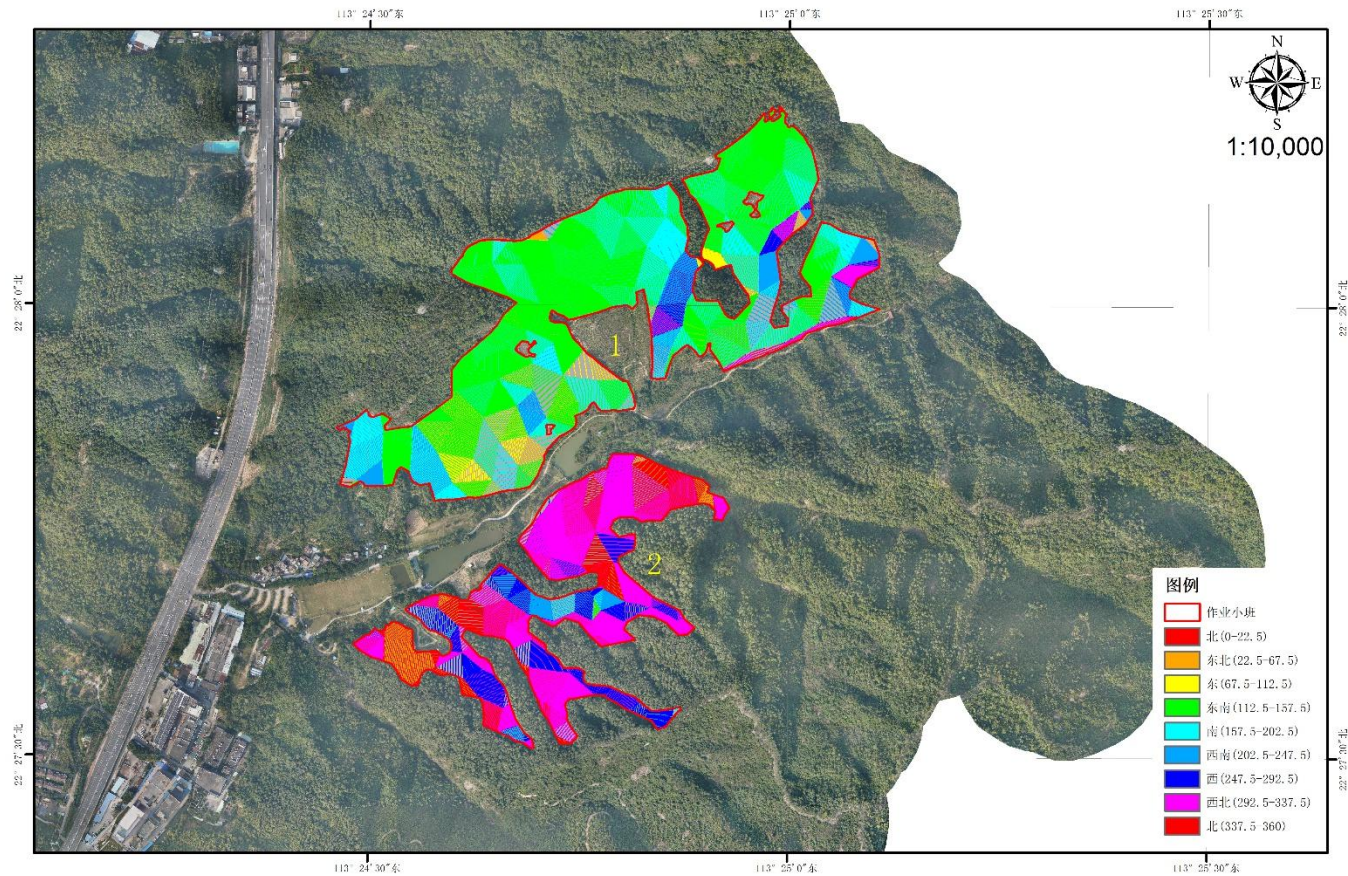 113° 24'30"东
113° 25'0"东
113° 25'30"东
N
W
E
S
1:10,000
22° 28'0"北
22° 28'0"北
1
2
图例
作业小班
北(0-22.5)
东北(22.5-67.5)
东(67.5-112.5)
东南(112.5-157.5)
南(157.5-202.5)
西南(202.5-247.5)
西(247.5-292.5)
西北(292.5-337.5)
北(337.5-360)
22° 27'30"北
22° 27'30"北
113° 24'30"东
113° 25'0"东
113° 25'30"东